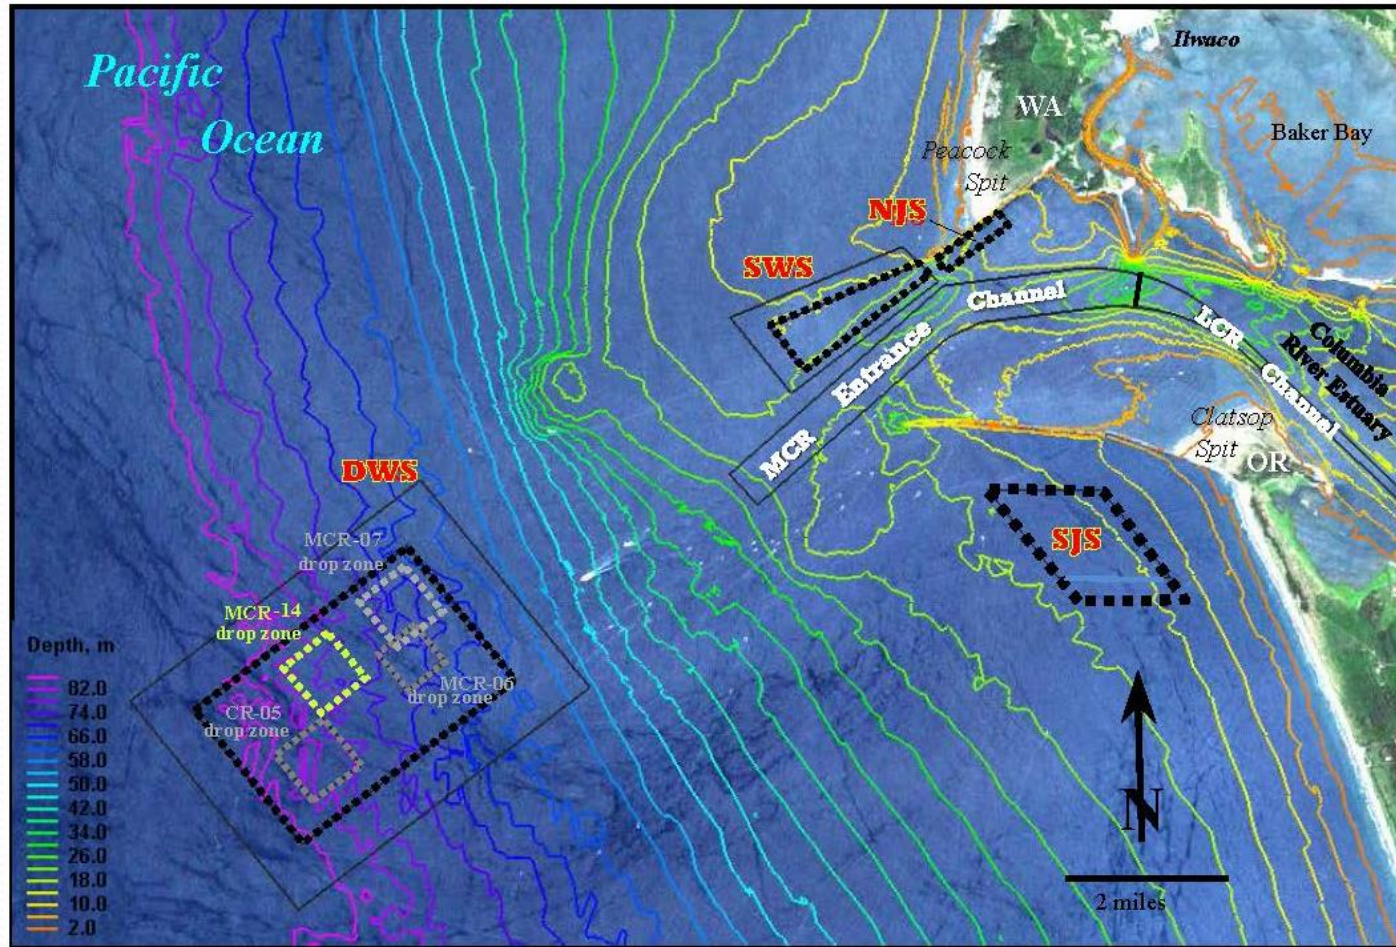 Pacific
Ocean
Ilwaco
WA
Baker Bay
Peacock
Spit
NJS
SWS
Channel
LCR
Channel
Columbia
River Estuary
Entrance
MCR
Clatsop
Spit
OR
DWS
SJS
MCR-07
drop zone
MCR-14
drop zone
MCR-06
drop zone
CR-05
drop zone
Depth, m
82.0
74.0
66.0
58.0
50.0
42.0
34.0
26.0
18.0
10.0
2.0
N
2 miles